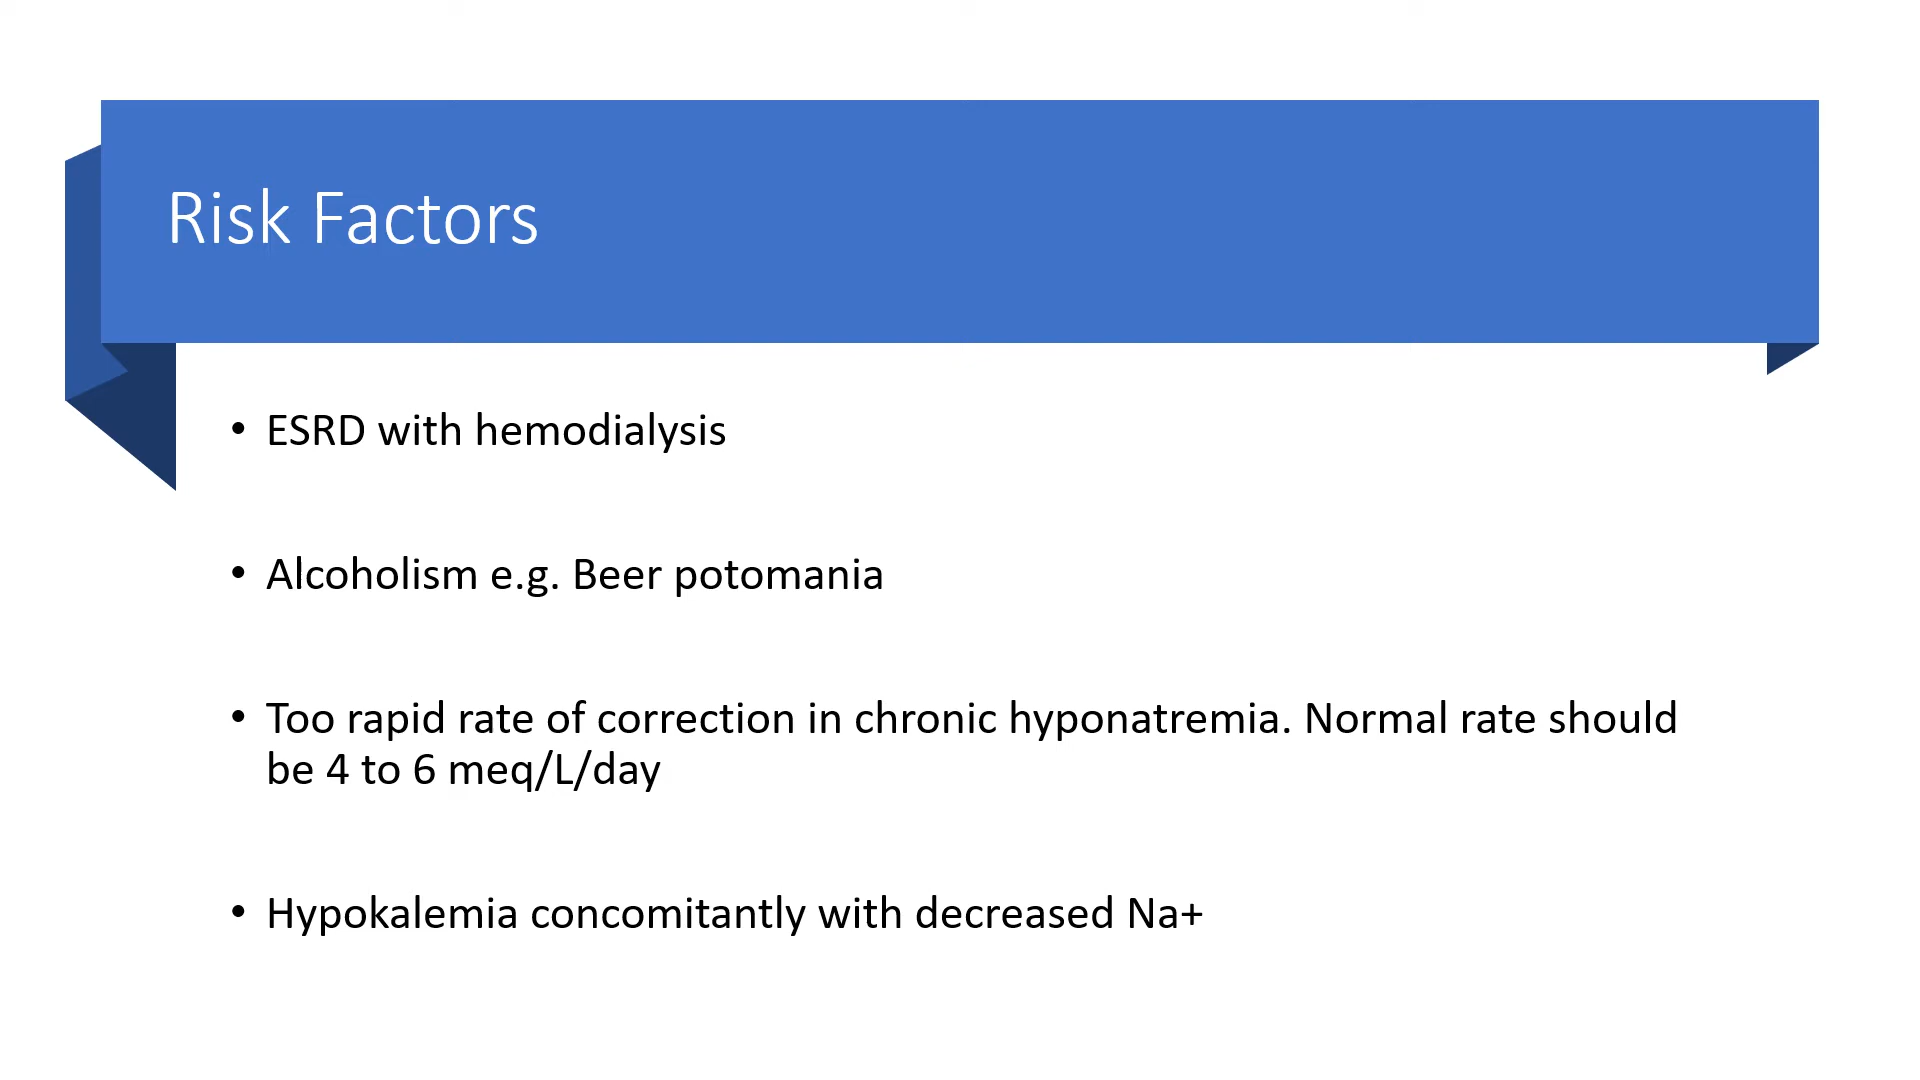 Risk Factors
• ESRD with hemodialysis
• Alcoholism e.g. Beer potomania
• Too rapid rate of correction in chronic hyponatremia. Normal rate should
be 4 to 6 meq/L/day
• Hypokalemia concomitantly with decreased Na+